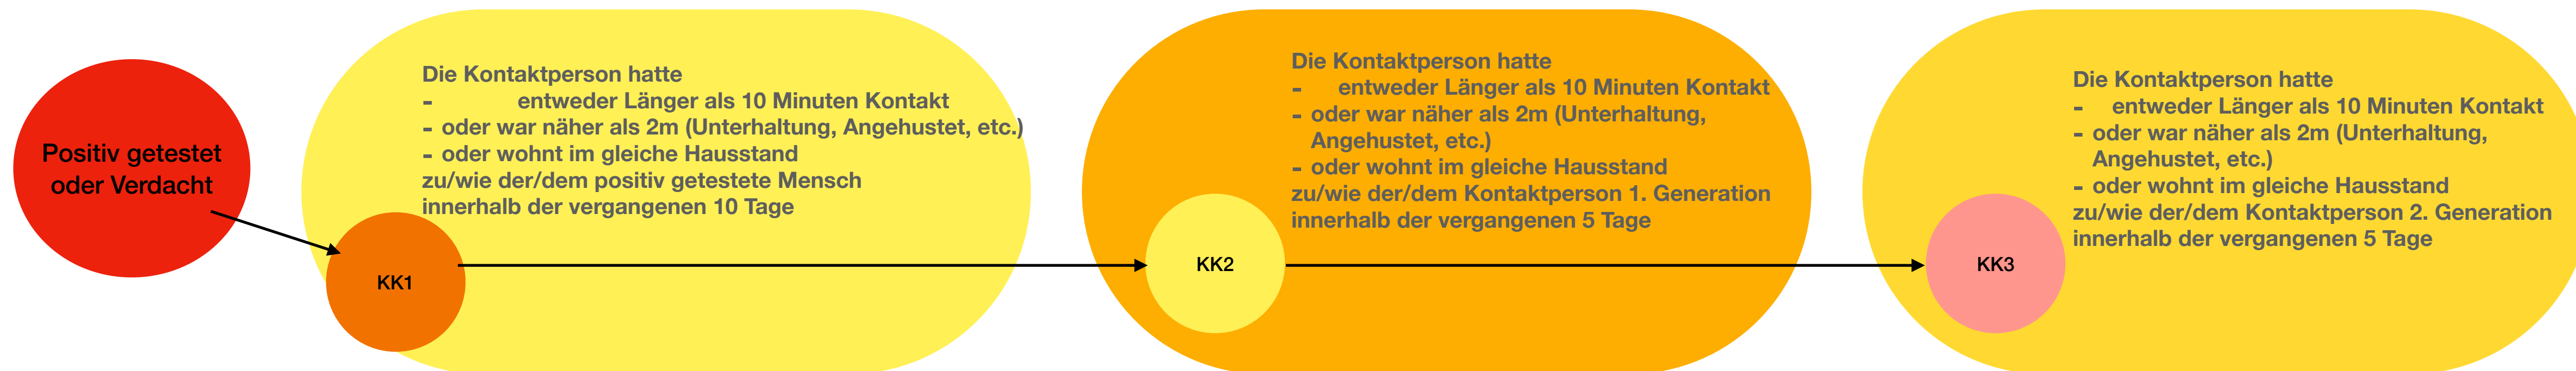 Positiv getestet
oder Verdacht
Die Kontaktperson hatte
- entweder Länger als 10 Minuten Kontakt
- oder war näher als 2m (Unterhaltung, Angehustet, etc.)
- oder wohnt im gleiche Hausstand
zu/wie der/dem positiv getestete Mensch
innerhalb der vergangenen 10 Tage
KK1
Die Kontaktperson hatte
- entweder Länger als 10 Minuten Kontakt
- oder war näher als 2m (Unterhaltung,
Angehustet, etc.)
- oder wohnt im gleiche Hausstand
zu/wie der/dem Kontaktperson 1. Generation
innerhalb der vergangenen 5 Tage
KK2
Die Kontaktperson hatte
- entweder Länger als 10 Minuten Kontakt
- oder war näher als 2m (Unterhaltung,
Angehustet, etc.)
- oder wohnt im gleiche Hausstand
zu/wie der/dem Kontaktperson 2. Generation
innerhalb der vergangenen 5 Tage
KK3